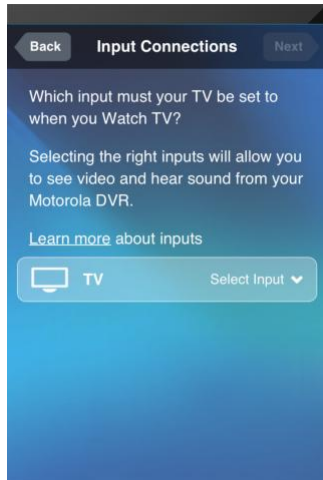 Back Input Connections Next
Which input must your TV be set to
when you Watch TV?
Selecting the right inputs will allow you
to see video and hear sound from your
Motorola DVR.
Learn more about inputs
TV Select Input